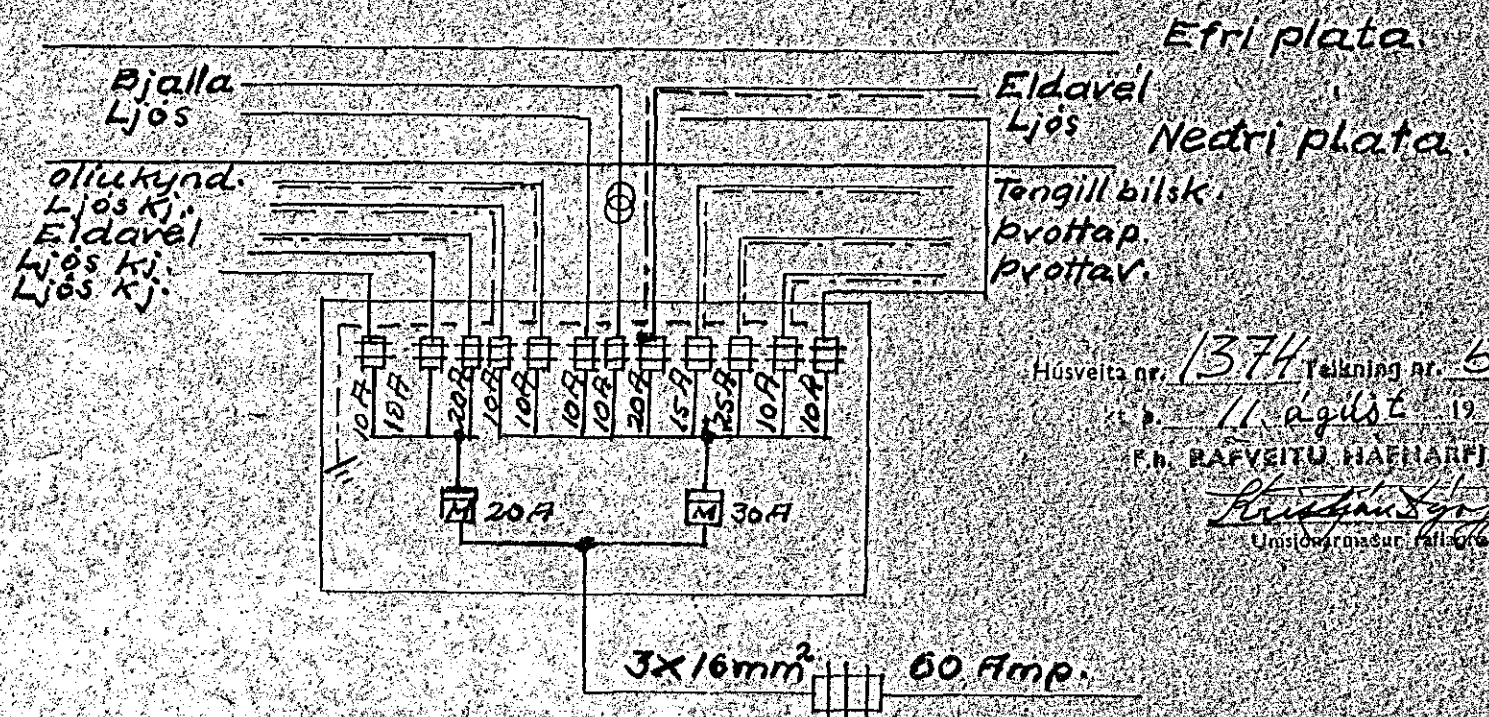 Efri plata.
Bjalla
Ljós
Eldavél
Ljós
Neðri plata.
olíukynd.
Ljós kj.
Eldavél
Ljós kj.
Ljós kj.
Tengill bílsk.
Þvottap.
Þvottav.
10A 10A 20A 10A 10A 10A 10A 20A 15A 25A 10A 10A
M 20A
M 30A
3x16mm² 60 Amp.
Húsveita nr. 1374 Teikning nr.
11. ágúst 19
F.h. RAFVEITU HAFNARFJ
Umsjónarmaður raflagna